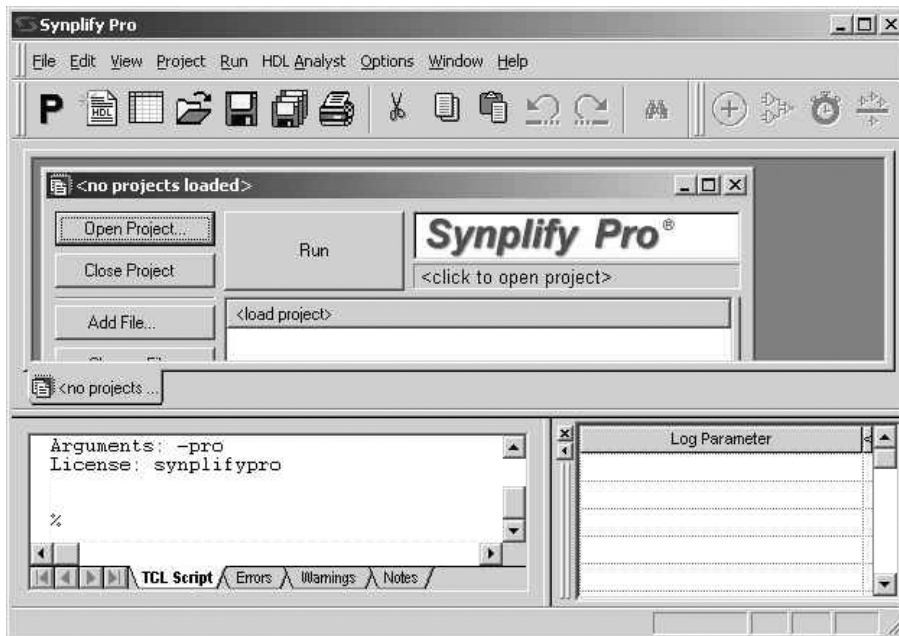 Synplify Pro
File Edit View Project Run HDL Analyst Options Window Help
P HDL
<no projects loaded>
Open Project...
Run
Synplify Pro®
Close Project
<click to open project>
Add File...
<load project>
<no projects ...
Arguments: -pro
License: synplifypro
%
Log Parameter
TCL Script Errors Warnings Notes